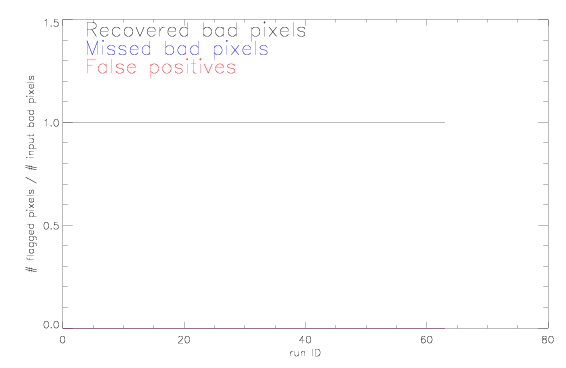 Recovered bad pixels
Missed bad pixels
False positives
# flagged pixels / # input bad pixels
1.5
1.0
0.5
0.0
0 20 40 60 80
run ID